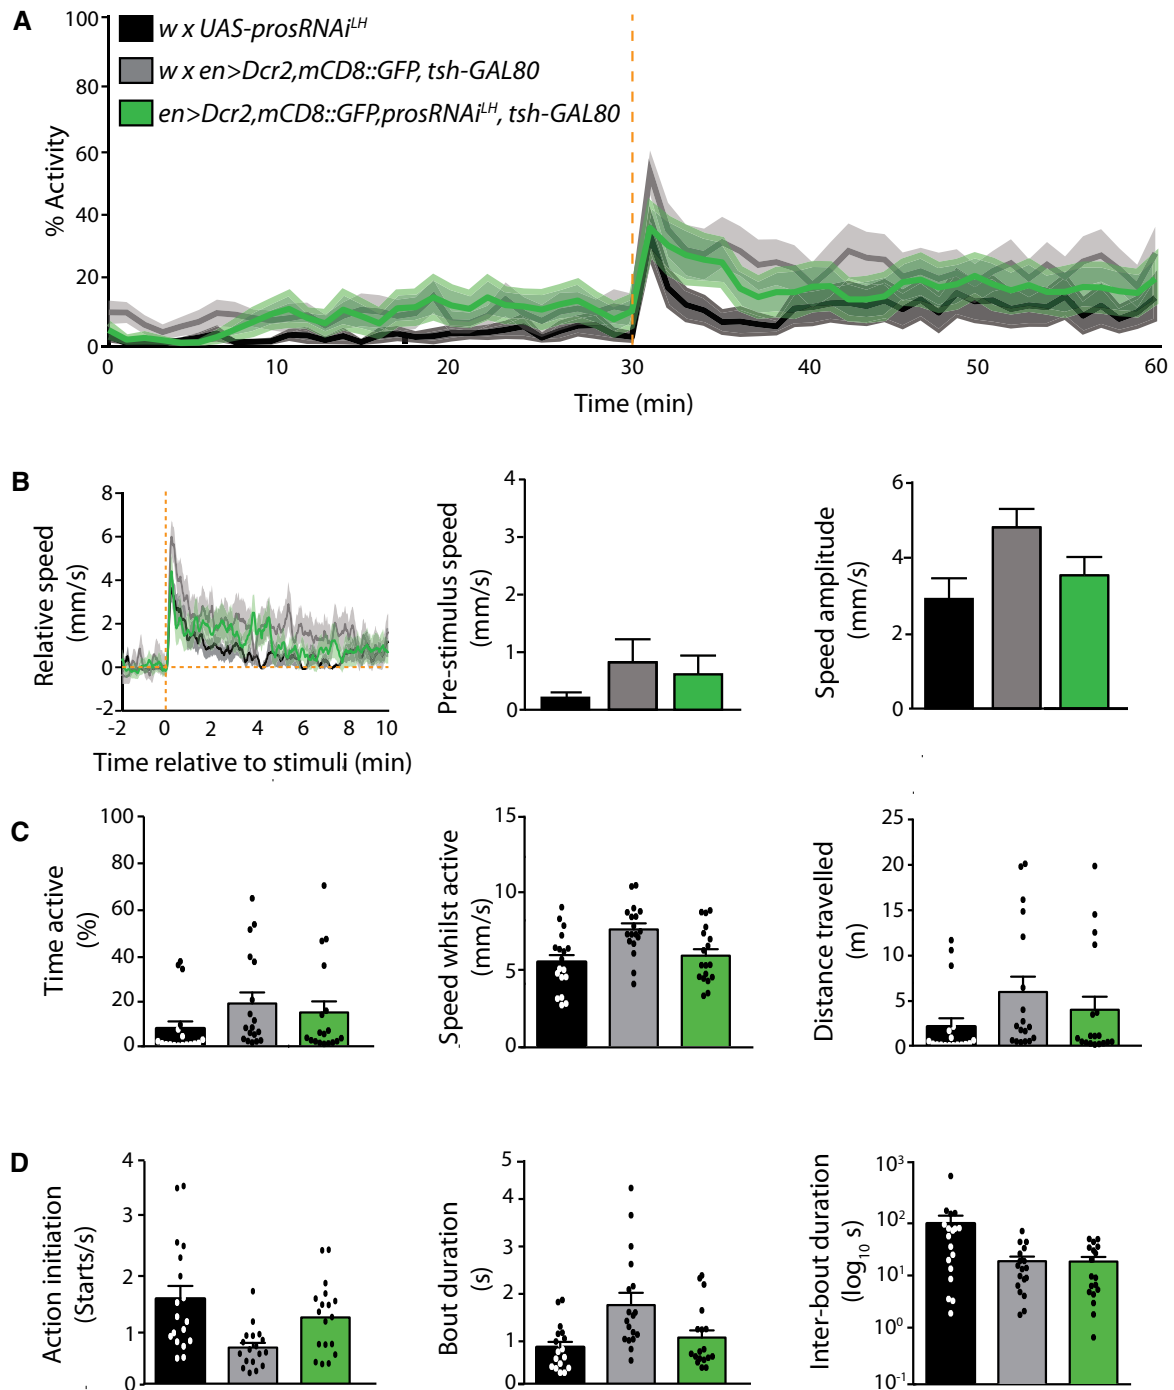 A
100
80
60
40
20
0
% Activity
w x UAS-prosRNAi^LH
w x en>Dcr2,mCD8::GFP, tsh-GAL80
en>Dcr2,mCD8::GFP,prosRNAi^LH, tsh-GAL80
0 10 20 30 40 50 60
Time (min)
B
Relative speed
(mm/s)
8
6
4
2
0
-2
-2 0 2 4 6 8 10
Time relative to stimuli (min)
Pre-stimulus speed
(mm/s)
4
3
2
1
0
Speed amplitude
(mm/s)
6
4
2
0
C
Time active
(%)
100
80
60
40
20
0
Speed whilst active
(mm/s)
15
10
5
0
Distance travelled
(m)
25
20
15
10
5
0
D
Action initiation
(Starts/s)
4
3
2
1
0
Bout duration
(s)
5
4
3
2
1
0
Inter-bout duration
(log10 s)
10^3
10^2
10^1
10^0
10^-1